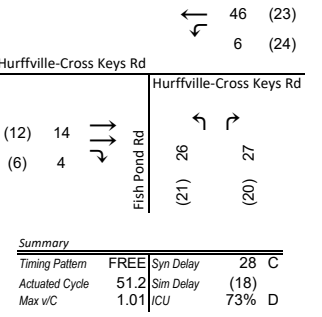 46 (23)
6 (24)
Hurffville-Cross Keys Rd
Hurffville-Cross Keys Rd
(12) 14
(6) 4
Fish Pond Rd
(21) 26
(20) 27
Summary
Timing Pattern FREE Syn Delay 28 C
Actuated Cycle 51.2 Sim Delay (18)
Max v/C 1.01 ICU 73% D